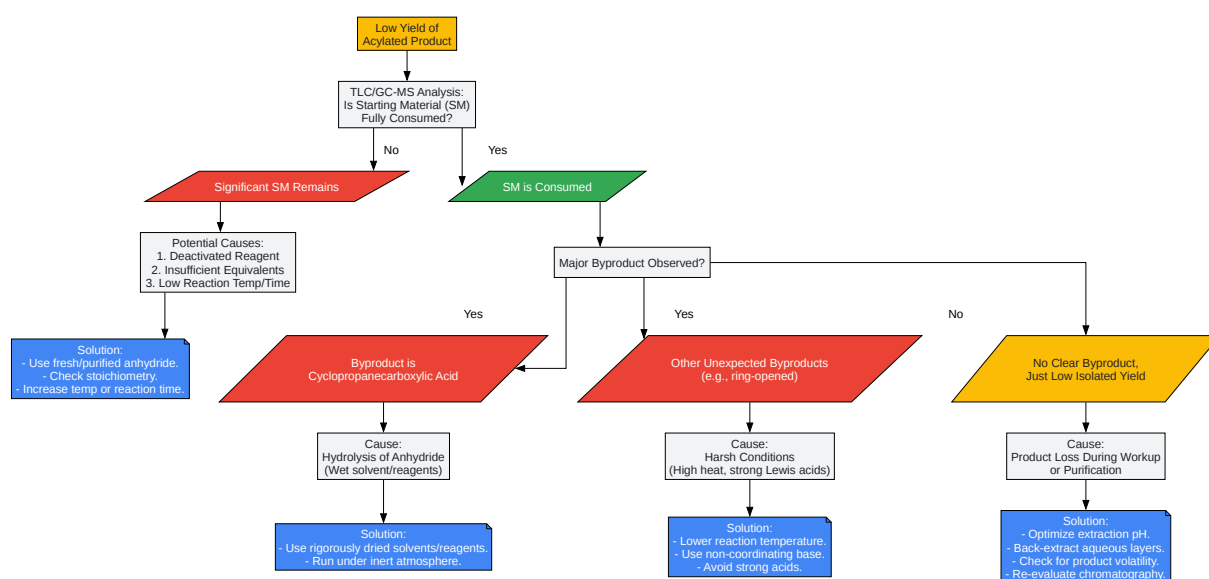 Low Yield of
Acylated Product
TLC/GC-MS Analysis:
Is Starting Material (SM)
Fully Consumed?
No
Yes
Significant SM Remains
SM is Consumed
Potential Causes:
1. Deactivated Reagent
2. Insufficient Equivalents
3. Low Reaction Temp/Time
Major Byproduct Observed?
Yes
Yes
No
Solution:
- Use fresh/purified anhydride.
- Check stoichiometry.
- Increase temp or reaction time.
Byproduct is
Cyclopropanecarboxylic Acid
Other Unexpected Byproducts
(e.g., ring-opened)
No Clear Byproduct,
Just Low Isolated Yield
Cause:
Hydrolysis of Anhydride
(Wet solvent/reagents)
Cause:
Harsh Conditions
(High heat, strong Lewis acids)
Cause:
Product Loss During Workup
or Purification
Solution:
- Use rigorously dried solvents/reagents.
- Run under inert atmosphere.
Solution:
- Lower reaction temperature.
- Use non-coordinating base.
- Avoid strong acids.
Solution:
- Optimize extraction pH.
- Back-extract aqueous layers.
- Check for product volatility.
- Re-evaluate chromatography.